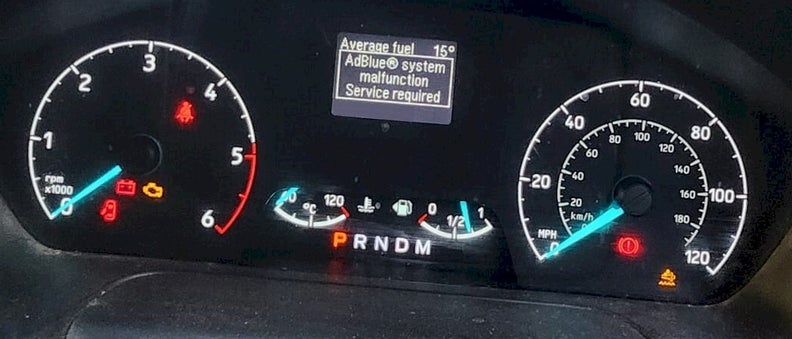 Average fuel 15°
AdBlue® system
malfunction
Service required
0
1
2
3
4
5
6
rpm
x1000
120
°C
0
1/2
1
P R N D M
0
20
40
60
80
100
120
MPH
20
40
60
80
100
120
140
160
180
km/h